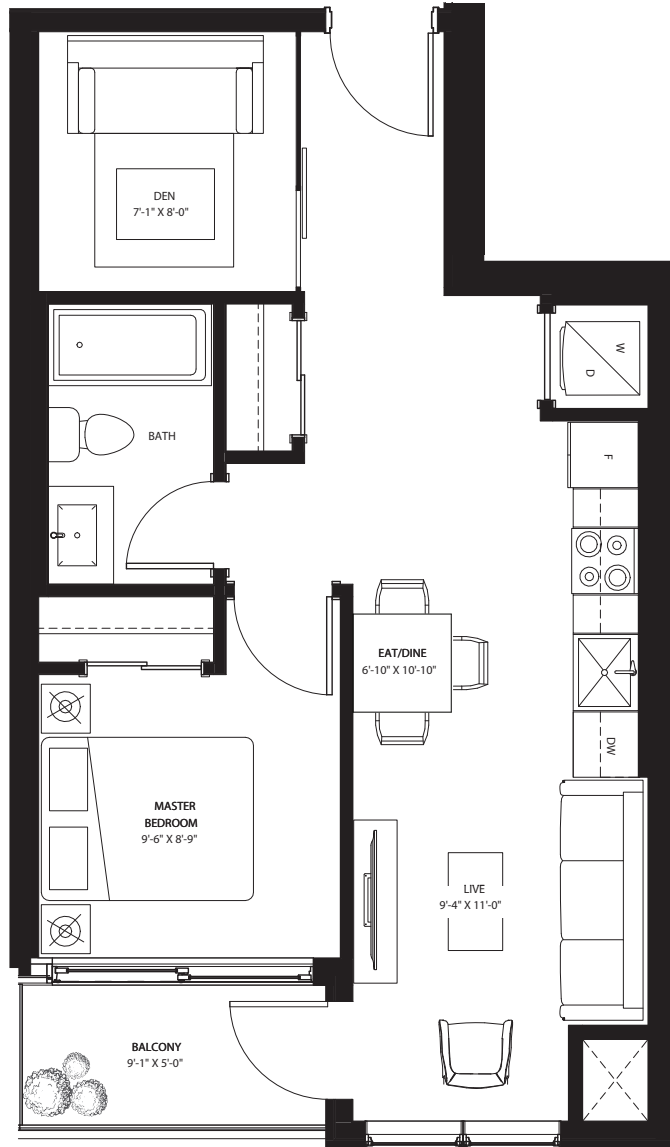 DEN
7'-1" X 8'-0"
W
D
BATH
F
EAT/DINE
6'-10" X 10'-10"
DW
MASTER
BEDROOM
9'-6" X 8'-9"
LIVE
9'-4" X 11'-0"
BALCONY
9'-1" X 5'-0"